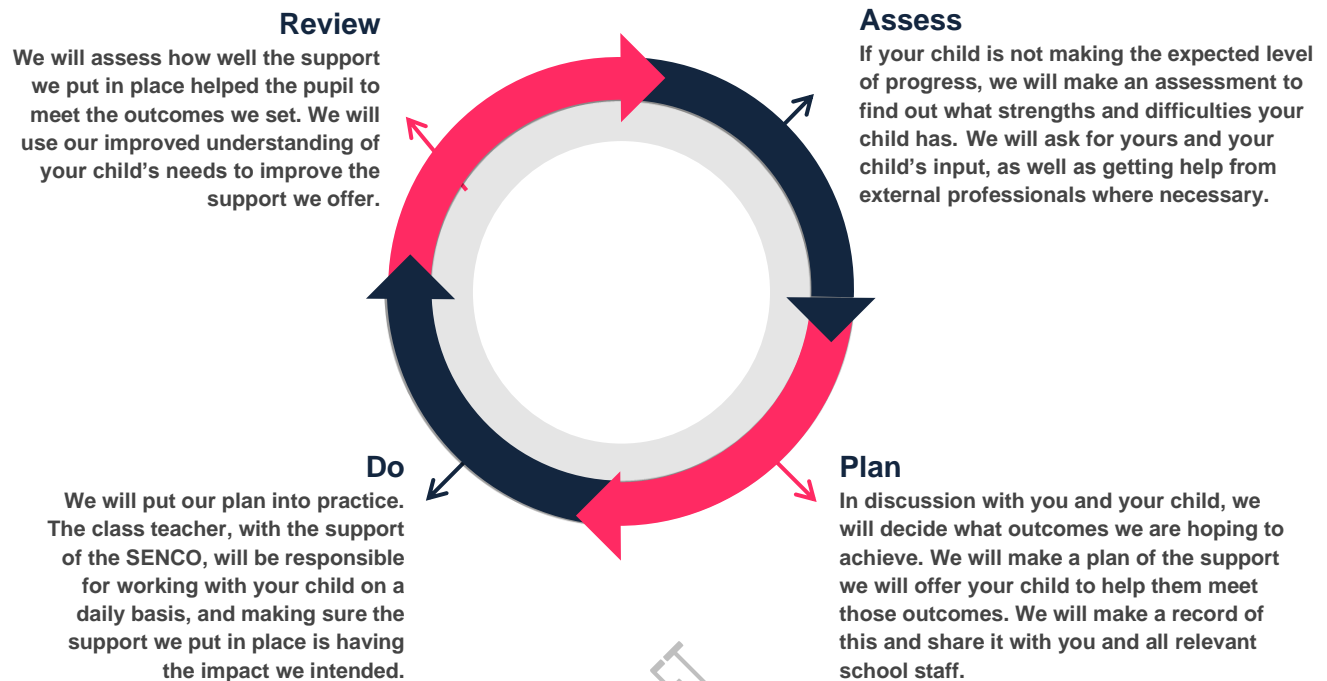 Review
We will assess how well the support
we put in place helped the pupil to
meet the outcomes we set. We will
use our improved understanding of
your child’s needs to improve the
support we offer.
Assess
If your child is not making the expected level
of progress, we will make an assessment to
find out what strengths and difficulties your
child has. We will ask for yours and your
child’s input, as well as getting help from
external professionals where necessary.
Do
We will put our plan into practice.
The class teacher, with the support
of the SENCO, will be responsible
for working with your child on a
daily basis, and making sure the
support we put in place is having
the impact we intended.
Plan
In discussion with you and your child, we
will decide what outcomes we are hoping to
achieve. We will make a plan of the support
we will offer your child to help them meet
those outcomes. We will make a record of
this and share it with you and all relevant
school staff.